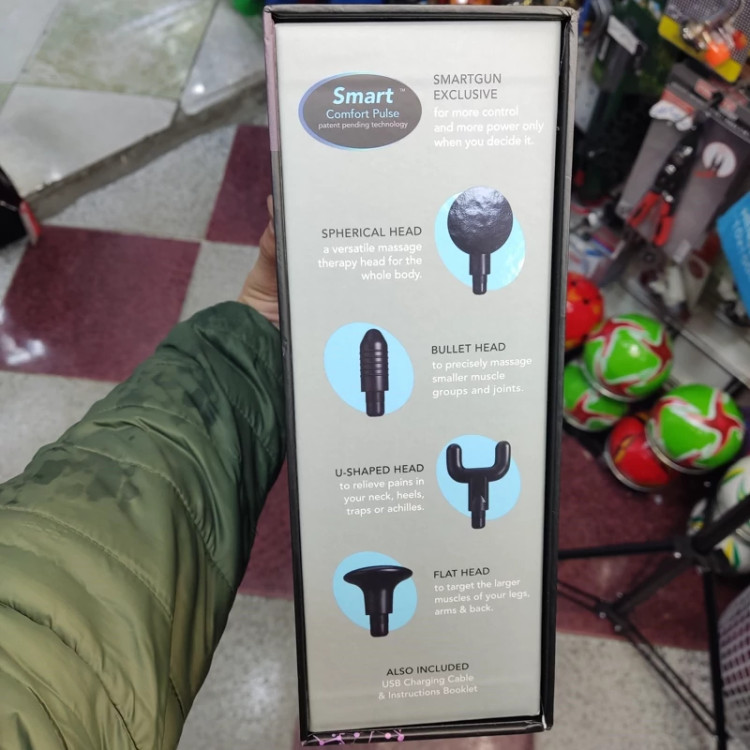 Smart™
Comfort Pulse
patent pending technology
SMARTGUN
EXCLUSIVE
for more control
and more power only
when you decide it.
SPHERICAL HEAD
a versatile massage
therapy head for the
whole body.
BULLET HEAD
to precisely massage
smaller muscle
groups and joints.
U-SHAPED HEAD
to relieve pains in
your neck, heels,
traps or achilles.
FLAT HEAD
to target the larger
muscles of your legs,
arms & back.
ALSO INCLUDED
USB Charging Cable
& Instructions Booklet